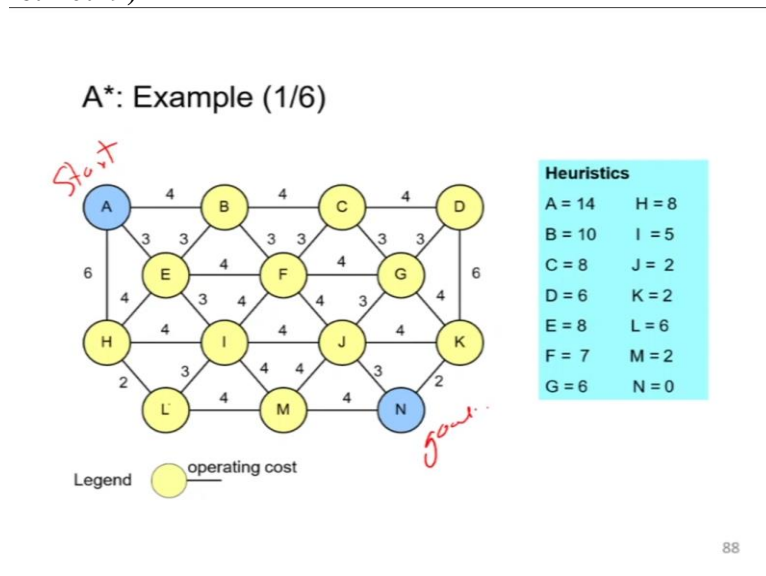 A*: Example (1/6)
Start
A 4 B 4 C 4 D
3 3 3 3 3 3
6 E 4 F 4 G 6
4 3 4 4 3 4
H 4 I 4 J 4 K
2 3 4 4 3 2
L 4 M 4 N
goal..
Legend operating cost
Heuristics
A = 14 H = 8
B = 10 I = 5
C = 8 J = 2
D = 6 K = 2
E = 8 L = 6
F = 7 M = 2
G = 6 N = 0
88